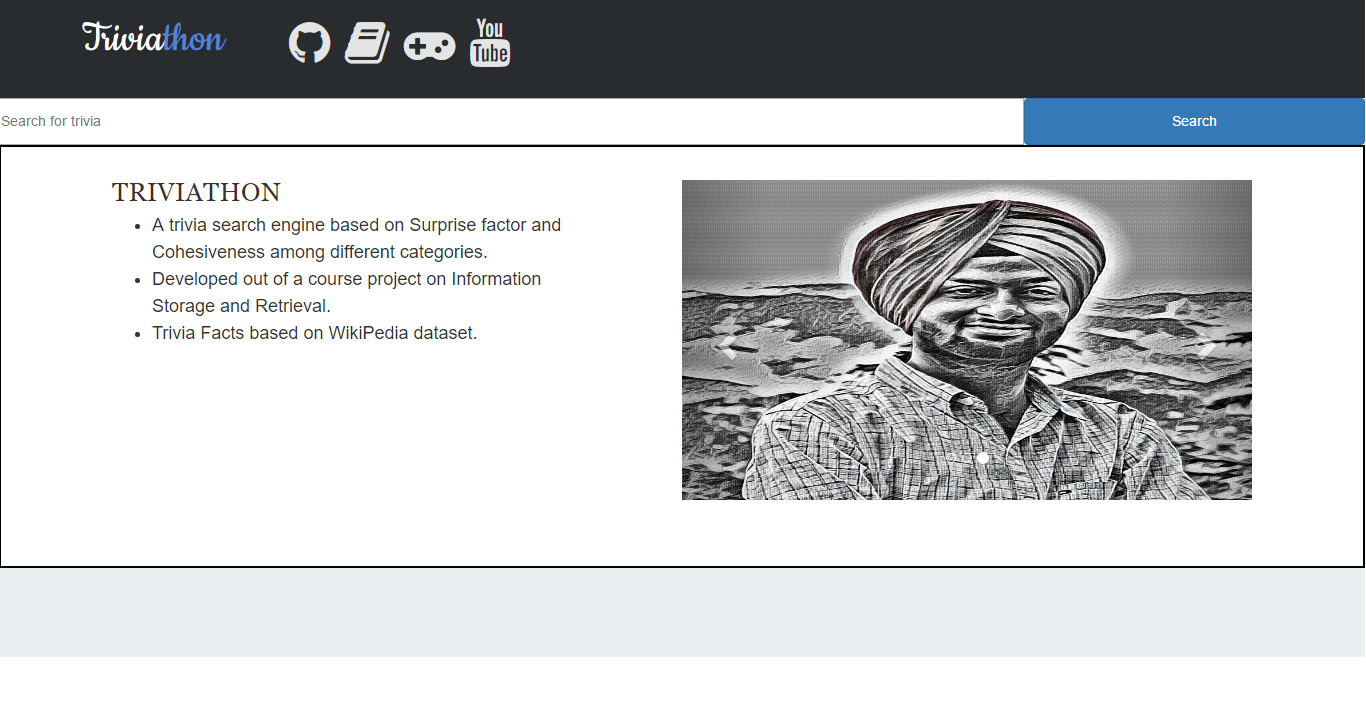 Triviathon
You
Tube
Search for trivia
Search
TRIVIATHON
A trivia search engine based on Surprise factor and
Cohesiveness among different categories.
Developed out of a course project on Information
Storage and Retrieval.
Trivia Facts based on WikiPedia dataset.